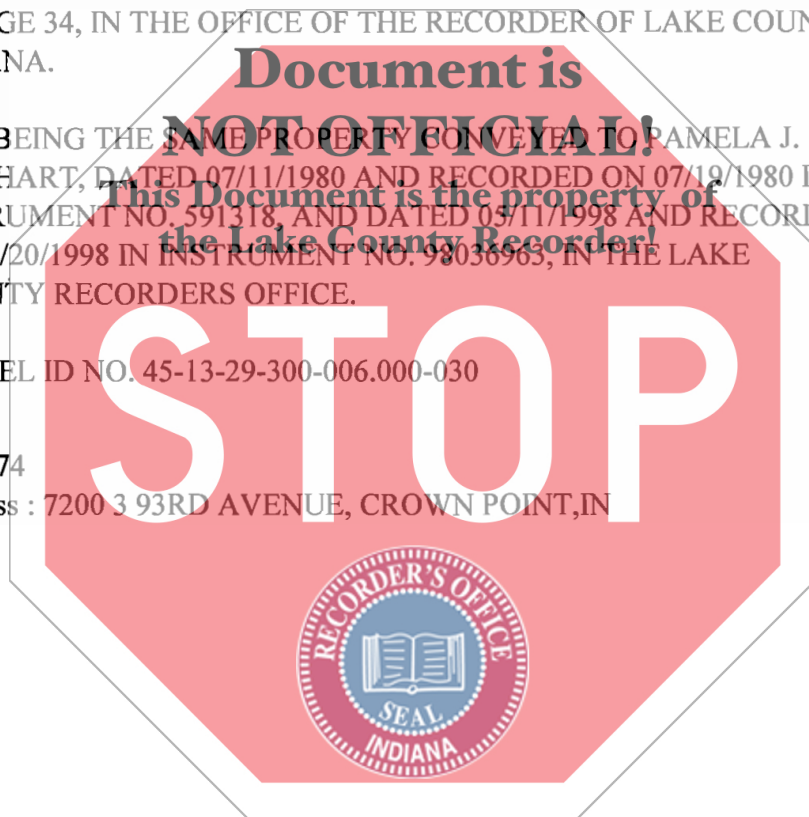 GE 34, IN THE OFFICE OF THE RECORDER OF LAKE COUN
NA.
Document is
NOT OFFICIAL!
BEING THE SAME PROPERTY CONVEYED TO PAMELA J.
HART, DATED 07/11/1980 AND RECORDED ON 07/19/1980 I
This Document is the property of
UMENT NO. 591318, AND DATED 05/11/1998 AND RECOR
the Lake County Recorder!
/20/1998 IN INSTRUMENT NO. 98036963, IN THE LAKE
TY RECORDERS OFFICE.
STOP
EL ID NO. 45-13-29-300-006.000-030
74
ss : 7200 3 93RD AVENUE, CROWN POINT,IN
RECORDER'S OFFICE
SEAL
INDIANA